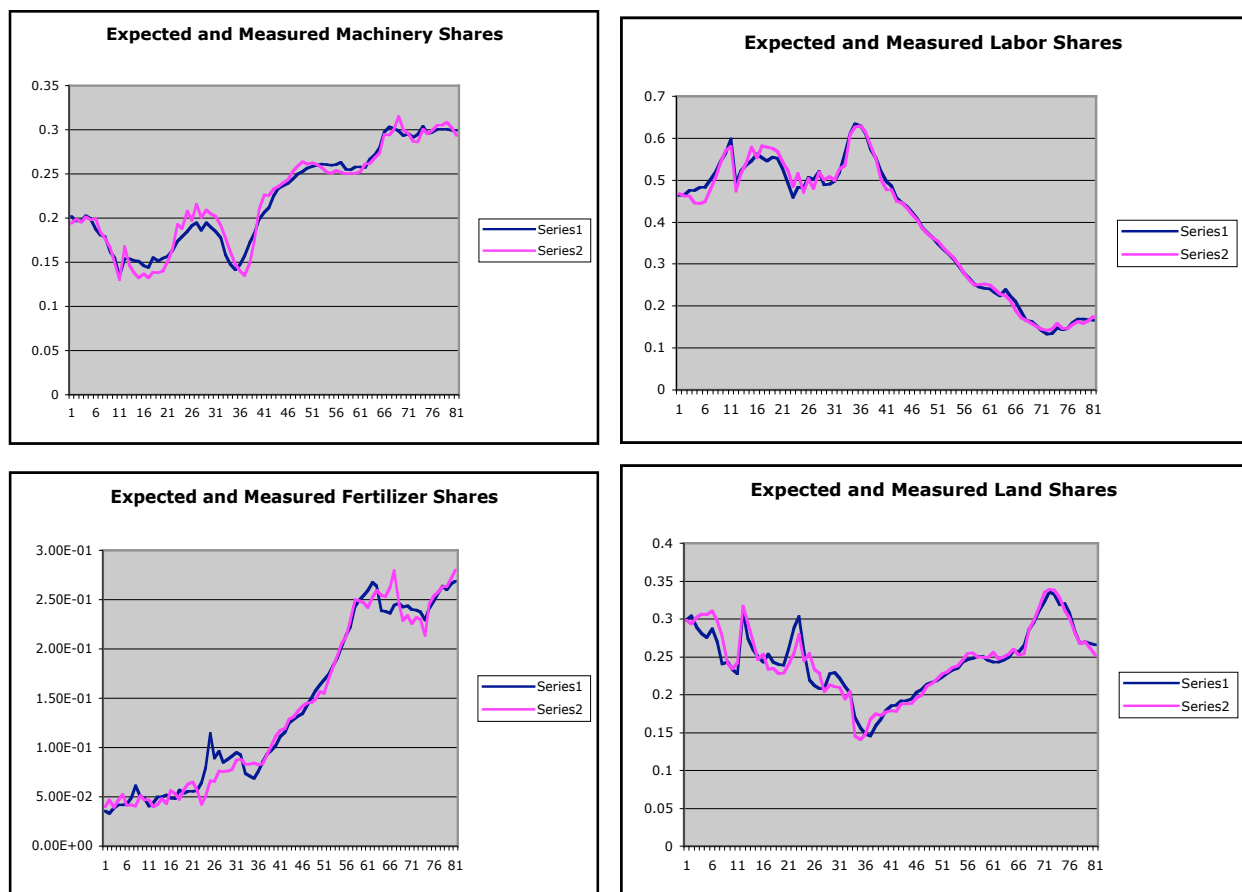 Expected and Measured Machinery Shares
0.35
0.3
0.25
0.2
0.15
0.1
0.05
0
1 6 11 16 21 26 31 36 41 46 51 56 61 66 71 76 81
Series1
Series2
Expected and Measured Labor Shares
0.7
0.6
0.5
0.4
0.3
0.2
0.1
0
1 6 11 16 21 26 31 36 41 46 51 56 61 66 71 76 81
Series1
Series2
Expected and Measured Fertilizer Shares
3.00E-01
2.50E-01
2.00E-01
1.50E-01
1.00E-01
5.00E-02
0.00E+00
1 6 11 16 21 26 31 36 41 46 51 56 61 66 71 76 81
Series1
Series2
Expected and Measured Land Shares
0.4
0.35
0.3
0.25
0.2
0.15
0.1
0.05
0
1 6 11 16 21 26 31 36 41 46 51 56 61 66 71 76 81
Series1
Series2